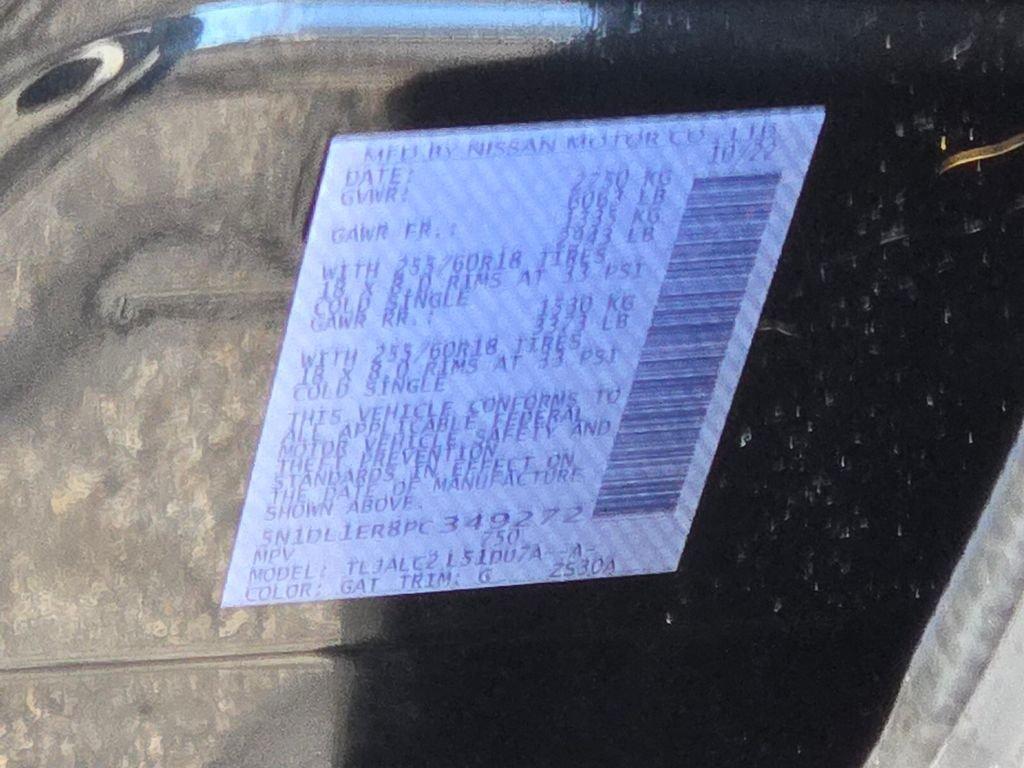 MFD BY NISSAN MOTOR CO., LTD
DATE: 10/22
GVWR: 2750 KG
6063 LB
GAWR FR.: 1335 KG
2943 LB
WITH 255/60R18 TIRES
18 X 8.0 RIMS AT 33 PSI
COLD SINGLE
GAWR RR.: 1530 KG
3373 LB
WITH 255/60R18 TIRES
18 X 8.0 RIMS AT 33 PSI
COLD SINGLE
THIS VEHICLE CONFORMS TO
ALL APPLICABLE FEDERAL
MOTOR VEHICLE SAFETY AND
THEFT PREVENTION
STANDARDS IN EFFECT ON
THE DATE OF MANUFACTURE
SHOWN ABOVE.
5N1DL1ER8PC349272
MPV 750
MODEL: TLJALC2 L51DU7A--A-
COLOR: GAT TRIM: G 2530A